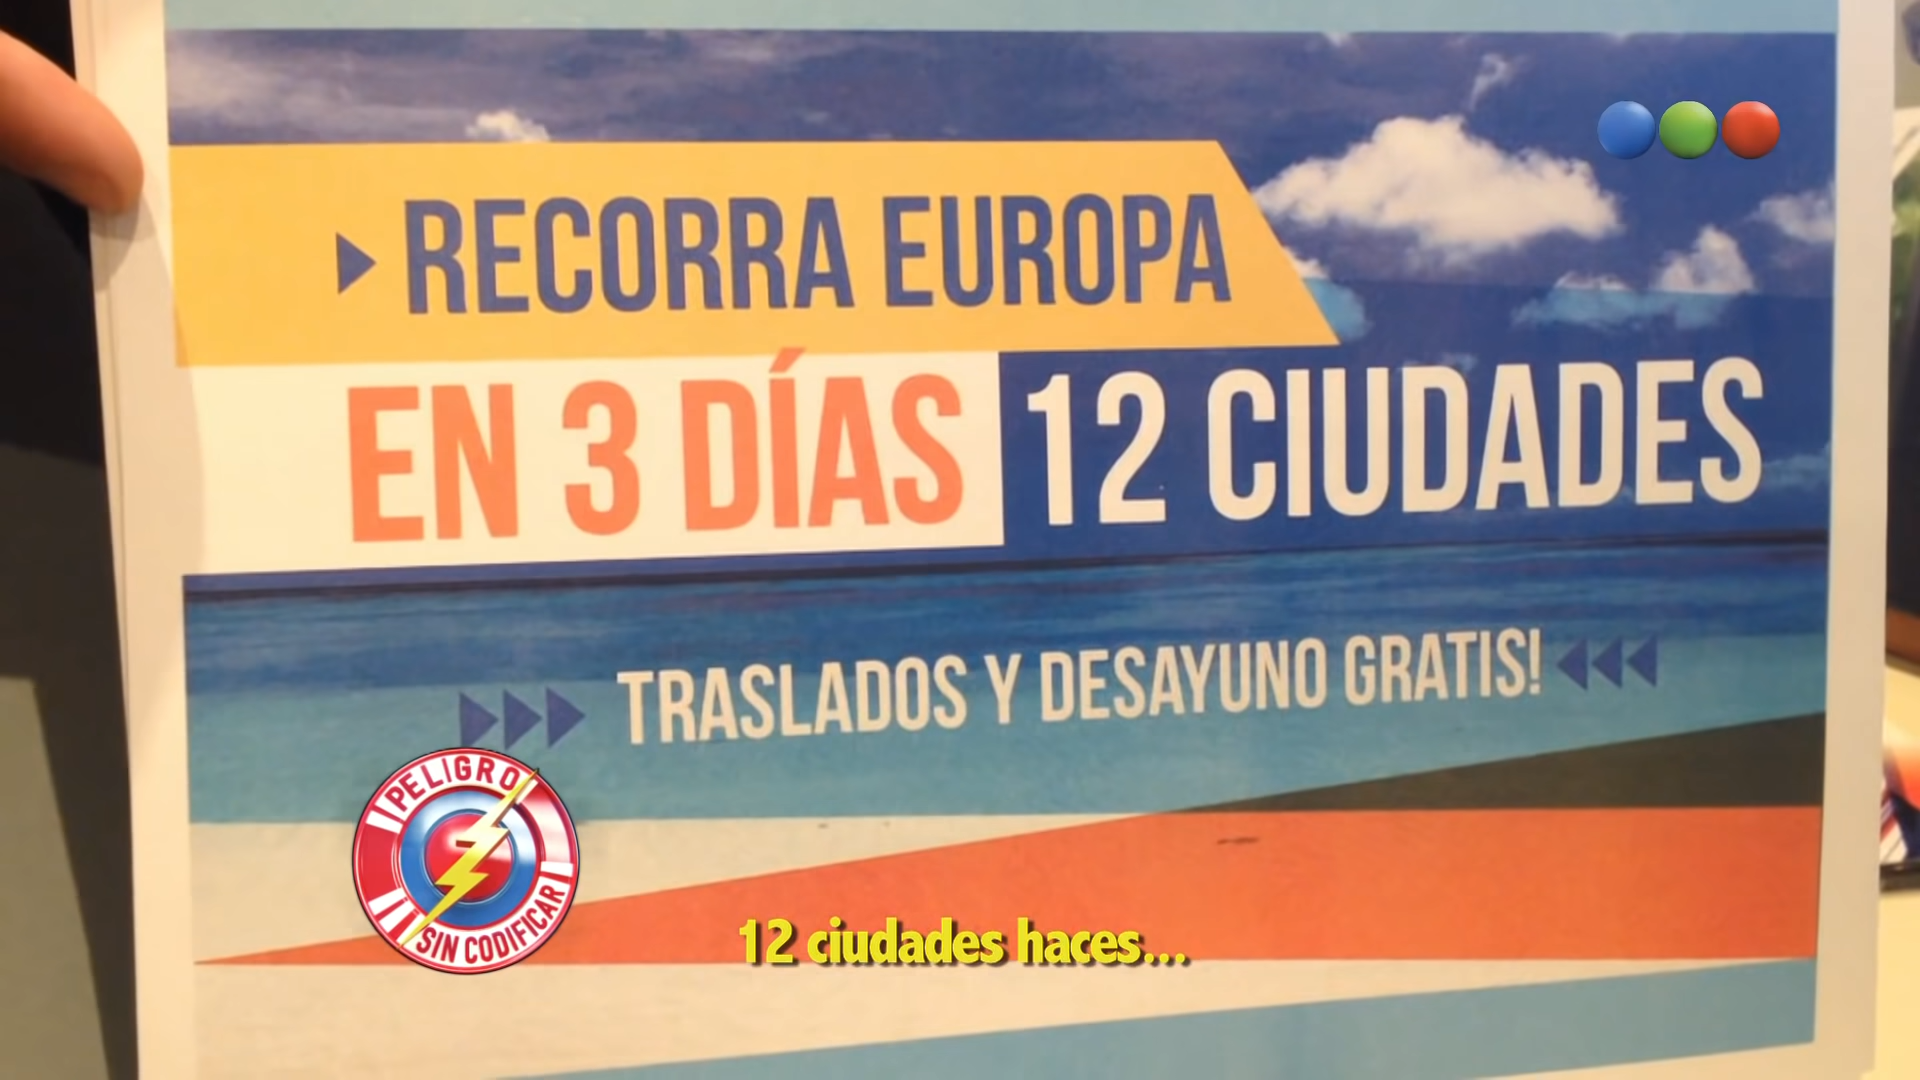 RECORRA EUROPA
EN 3 DÍAS 12 CIUDADES
TRASLADOS Y DESAYUNO GRATIS!
PELIGRO
SIN CODIFICAR
12 ciudades haces...